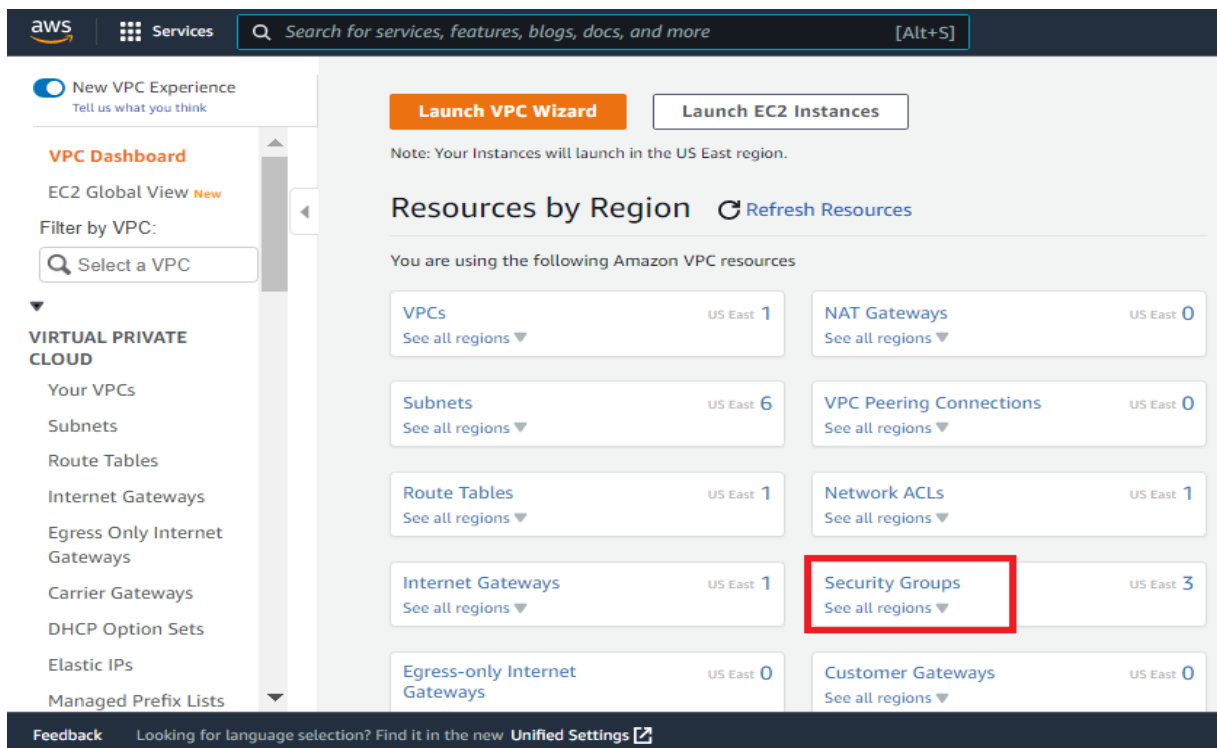 aws
Services
Search for services, features, blogs, docs, and more
[Alt+S]
New VPC Experience
Tell us what you think
VPC Dashboard
EC2 Global View New
Filter by VPC:
Select a VPC
VIRTUAL PRIVATE
CLOUD
Your VPCs
Subnets
Route Tables
Internet Gateways
Egress Only Internet
Gateways
Carrier Gateways
DHCP Option Sets
Elastic IPs
Managed Prefix Lists
Launch VPC Wizard
Launch EC2 Instances
Note: Your Instances will launch in the US East region.
Resources by Region
Refresh Resources
You are using the following Amazon VPC resources
VPCs US East 1
See all regions
NAT Gateways US East 0
See all regions
Subnets US East 6
See all regions
VPC Peering Connections US East 0
See all regions
Route Tables US East 1
See all regions
Network ACLs US East 1
See all regions
Internet Gateways US East 1
See all regions
Security Groups US East 3
See all regions
Egress-only Internet US East 0
Gateways
Customer Gateways US East 0
See all regions
Feedback
Looking for language selection? Find it in the new Unified Settings